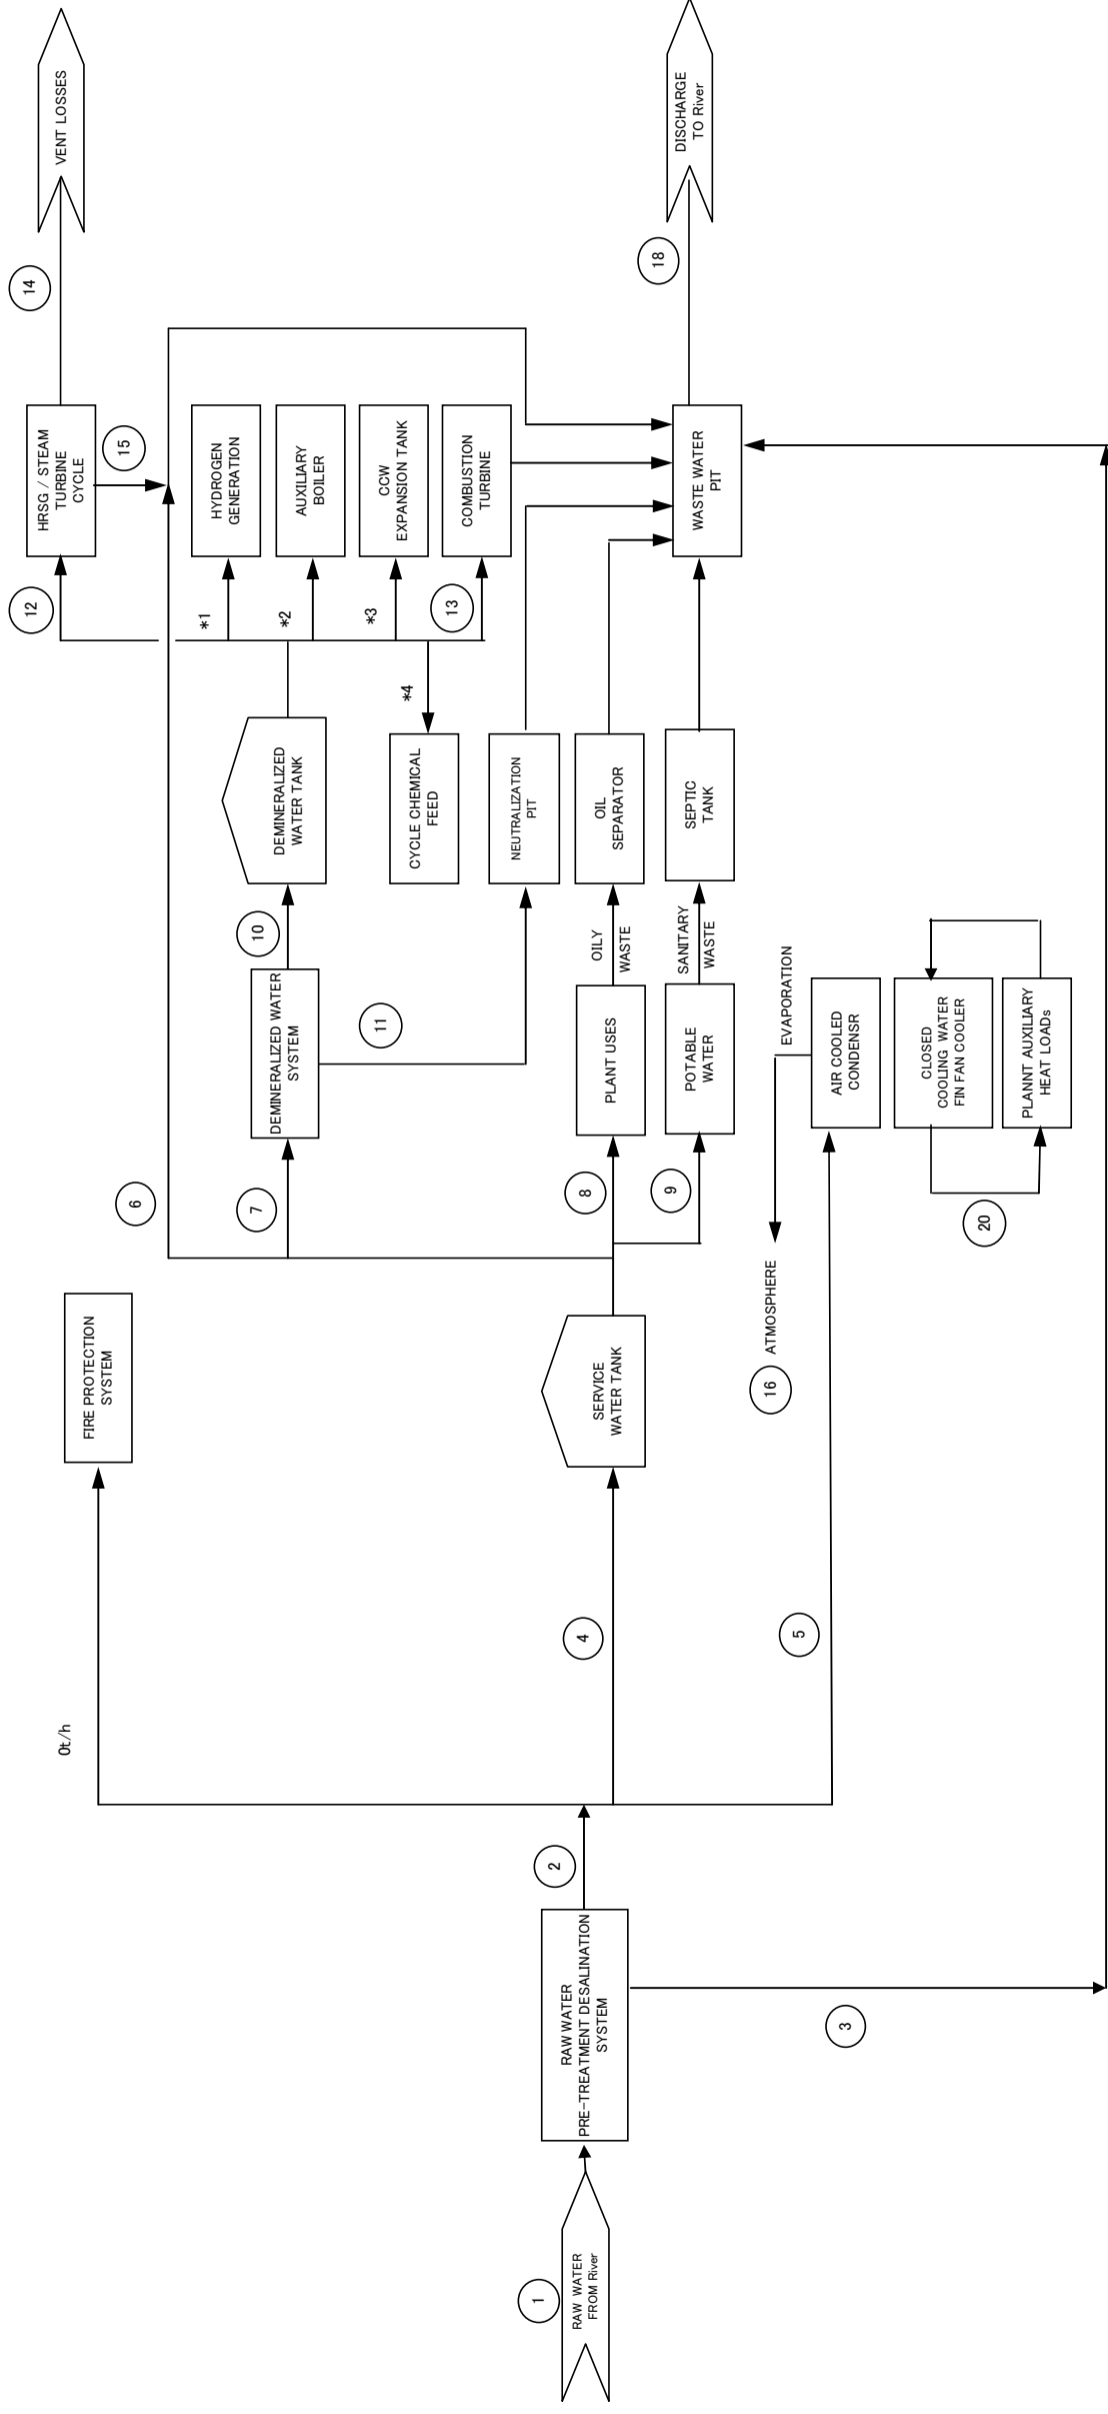 1
RAW WATER
FROM River
RAW WATER
PRE-TREATMENT DESALINATION
SYSTEM
2
3
0t/h
4
5
FIRE PROTECTION
SYSTEM
SERVICE
WATER TANK
16
ATMOSPHERE
EVAPORATION
6
7
8
9
20
DEMINERALIZED WATER
SYSTEM
11
PLANT USES
POTABLE
WATER
AIR COOLED
CONDENSR
CLOSED
COOLING WATER
FIN FAN COOLER
PLANNT AUXILIARY
HEAT LOADs
10
OILY
WASTE
SANITARY
WASTE
DEMINERALIZED
WATER TANK
CYCLE CHEMICAL
FEED
NEUTRALIZATION
PIT
OIL
SEPARATOR
SEPTIC
TANK
12
*1
*2
*3
*4
13
HRSG / STEAM
TURBINE
CYCLE
15
HYDROGEN
GENERATION
AUXILIARY
BOILER
CCW
EXPANSION TANK
COMBUSTION
TURBINE
WASTE WATER
PIT
14
18
VENT LOSSES
DISCHARGE
TO River